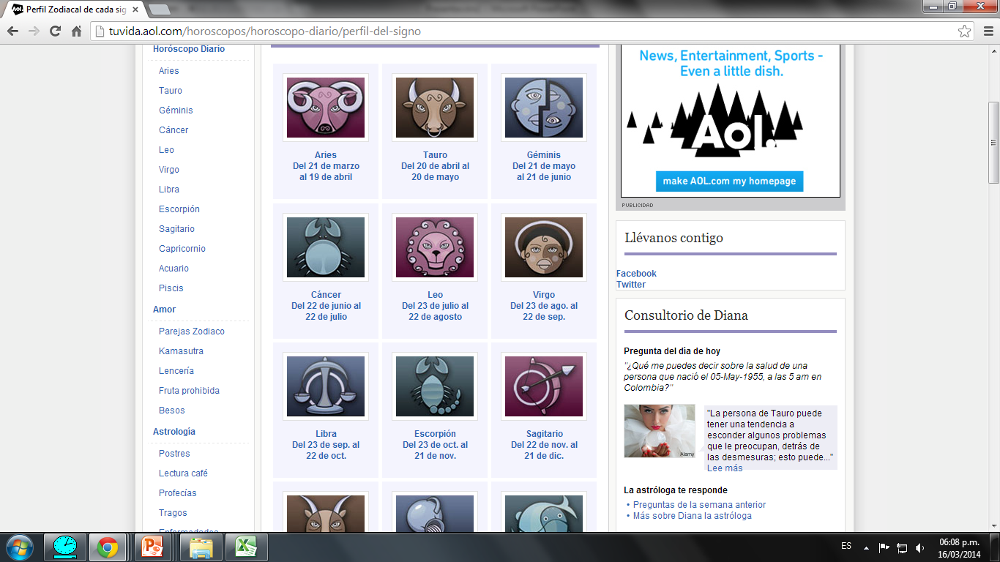 Aol.
Perfil Zodiacal de cada sig
tuvida.aol.com/horoscopos/horoscopo-diario/perfil-del-signo
Horóscopo Diario
Aries
Tauro
Géminis
Cáncer
Leo
Virgo
Libra
Escorpión
Sagitario
Capricornio
Acuario
Piscis
Amor
Parejas Zodiaco
Kamasutra
Lencería
Fruta prohibida
Besos
Astrología
Postres
Lectura café
Profecías
Tragos
Enfermedades
Aries
Del 21 de marzo
al 19 de abril
Tauro
Del 20 de abril al
20 de mayo
Géminis
Del 21 de mayo
al 21 de junio
Cáncer
Del 22 de junio al
22 de julio
Leo
Del 23 de julio al
22 de agosto
Virgo
Del 23 de ago. al
22 de sep.
Libra
Del 23 de sep. al
22 de oct.
Escorpión
Del 23 de oct. al
21 de nov.
Sagitario
Del 22 de nov. al
21 de dic.
News, Entertainment, Sports -
Even a little dish.
Aol.
make AOL.com my homepage
PUBLICIDAD
Llévanos contigo
Facebook
Twitter
Consultorio de Diana
Pregunta del día de hoy
"¿Qué me puedes decir sobre la salud de una
persona que nació el 05-May-1955, a las 5 am en
Colombia?"
Alamy
"La persona de Tauro puede
tener una tendencia a
esconder algunos problemas
que le preocupan, detrás de
las desmesuras; esto puede..."
Lee más
La astróloga te responde
• Preguntas de la semana anterior
• Más sobre Diana la astróloga
ES
06:08 p.m.
16/03/2014